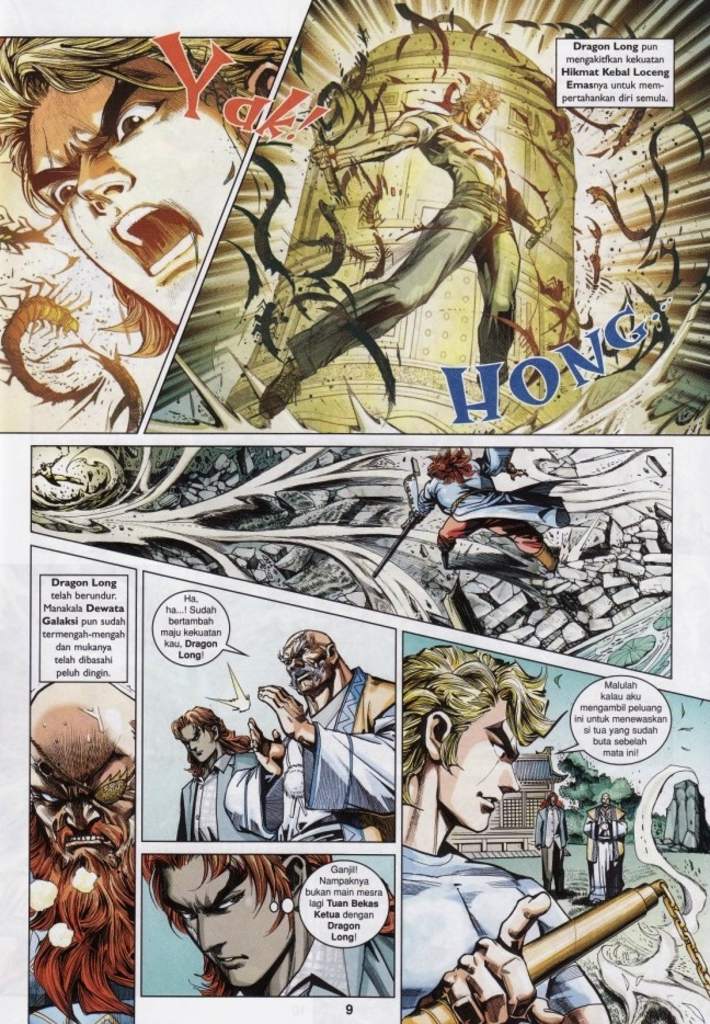 Yak!
Dragon Long pun
mengakitfkan kekuatan
Hikmat Kebal Loceng
Emasnya untuk mem-
pertahankan diri semula.
HONG..
Dragon Long
telah berundur.
Manakala Dewata
Galaksi pun sudah
termengah-mengah
dan mukanya
telah dibasahi
peluh dingin.
Ha,
ha...! Sudah
bertambah
maju kekuatan
kau, Dragon
Long!
Malulah
kalau aku
mengambil peluang
ini untuk menewaskan
si tua yang sudah
buta sebelah
mata ini!
Ganjil!
Nampaknya
bukan main mesra
lagi Tuan Bekas
Ketua dengan
Dragon
Long!
9